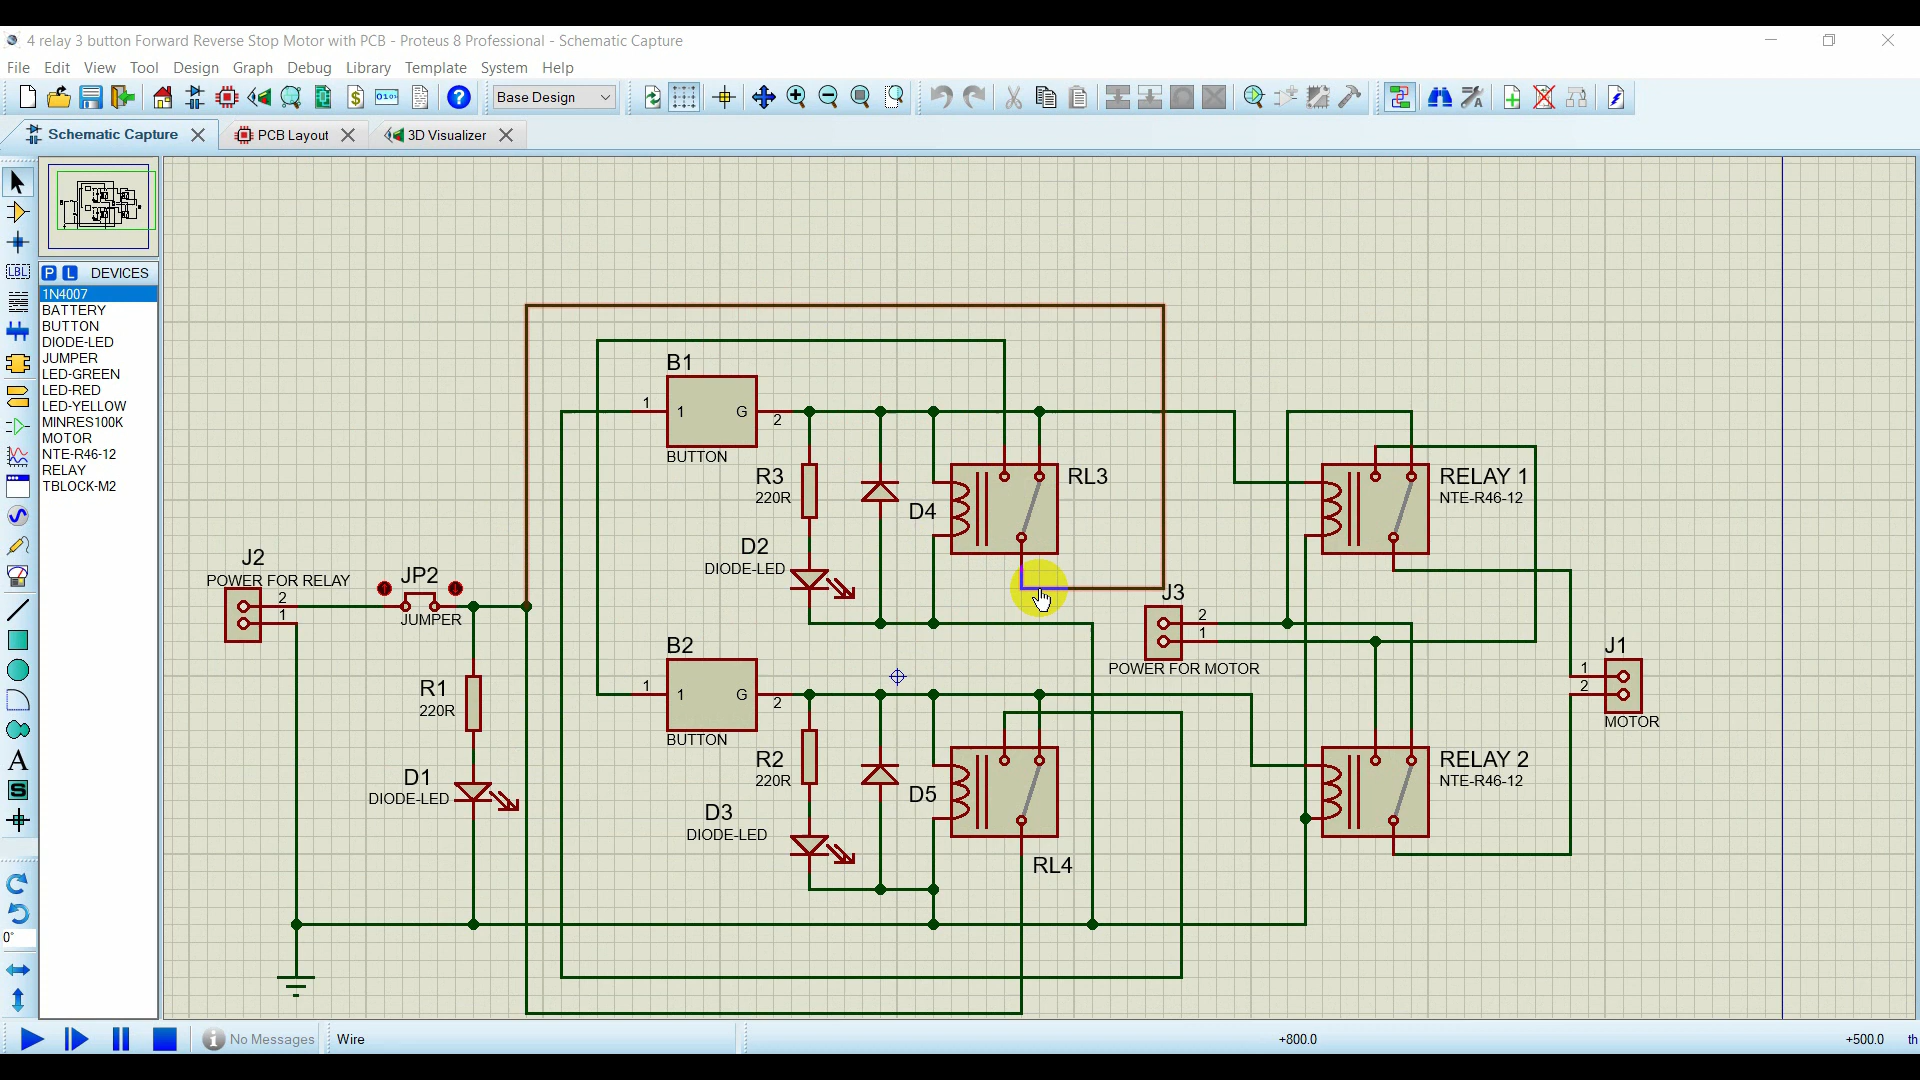 4 relay 3 button Forward Reverse Stop Motor with PCB - Proteus 8 Professional - Schematic Capture
File Edit View Tool Design Graph Debug Library Template System Help
Base Design
Schematic Capture PCB Layout 3D Visualizer
P L DEVICES
1N4007
BATTERY
BUTTON
DIODE-LED
JUMPER
LED-GREEN
LED-RED
LED-YELLOW
MINRES100K
MOTOR
NTE-R46-12
RELAY
TBLOCK-M2
LBL
A
S
0°
B1
1 1 G 2
BUTTON
R3
220R
D4
RL3
RELAY 1
NTE-R46-12
D2
DIODE-LED
J2
POWER FOR RELAY
2
1
JP2
JUMPER
J3
2
1
POWER FOR MOTOR
J1
1
2
MOTOR
B2
1 1 G 2
BUTTON
R1
220R
R2
220R
D5
RELAY 2
NTE-R46-12
D1
DIODE-LED
D3
DIODE-LED
RL4
No Messages Wire +800.0 +500.0 th